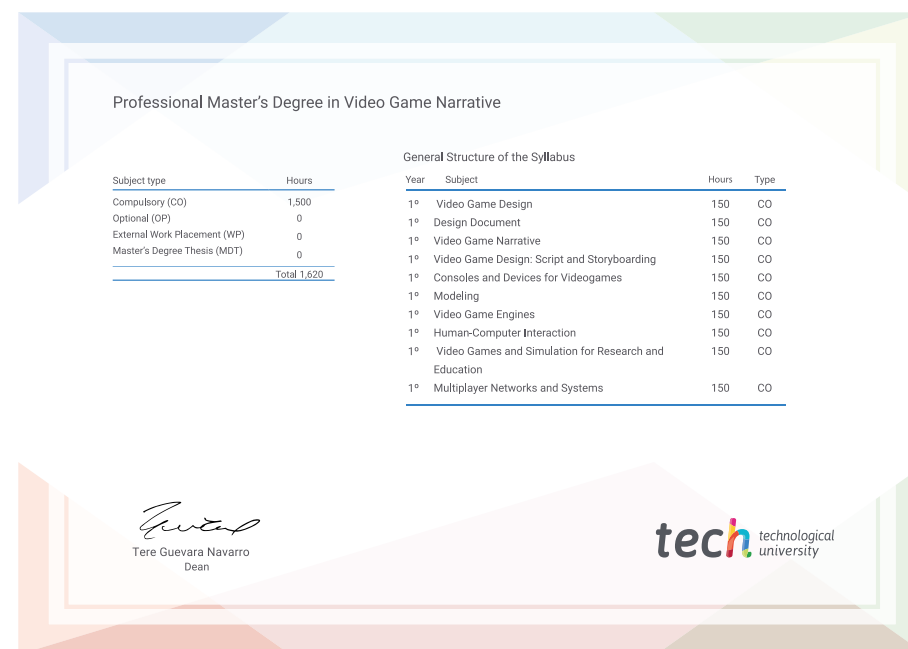 Professional Master's Degree in Video Game Narrative
Subject type Hours
Compulsory (CO) 1,500
Optional (OP) 0
External Work Placement (WP) 0
Master's Degree Thesis (MDT) 0
Total 1,620
General Structure of the Syllabus
Year Subject Hours Type
1º Video Game Design 150 CO
1º Design Document 150 CO
1º Video Game Narrative 150 CO
1º Video Game Design: Script and Storyboarding 150 CO
1º Consoles and Devices for Videogames 150 CO
1º Modeling 150 CO
1º Video Game Engines 150 CO
1º Human-Computer Interaction 150 CO
1º Video Games and Simulation for Research and 150 CO
Education
1º Multiplayer Networks and Systems 150 CO
Tere Guevara Navarro
Dean
tech technological
university